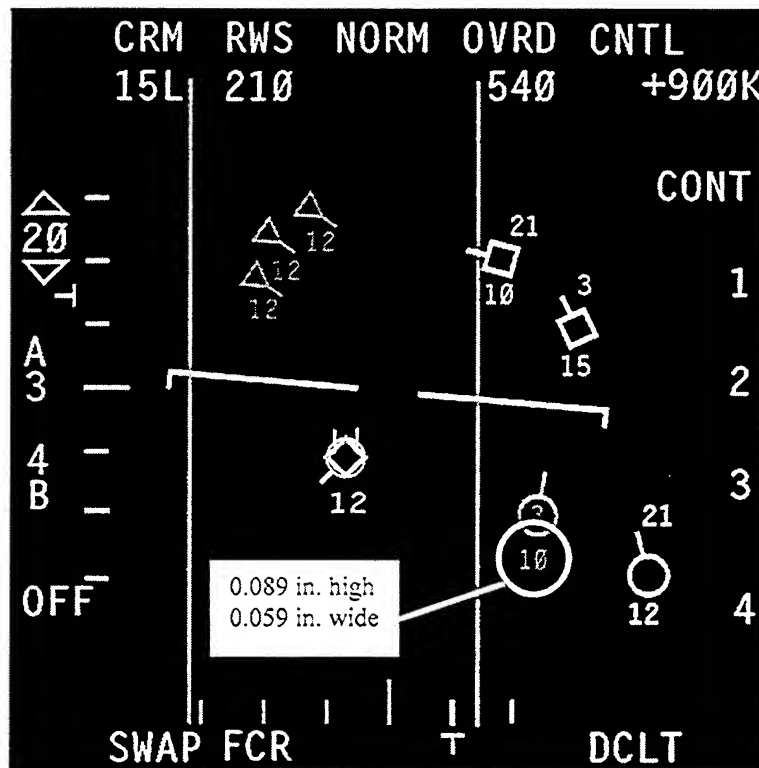 CRM RWS NORM OVRD CNTL
15L 210 540 +900K
CONT
20
21
12
12
12
10
3
1
15
A
3
2
4
B
12
3
3
21
10
0.089 in. high
0.059 in. wide
12
OFF
4
SWAP FCR T DCLT